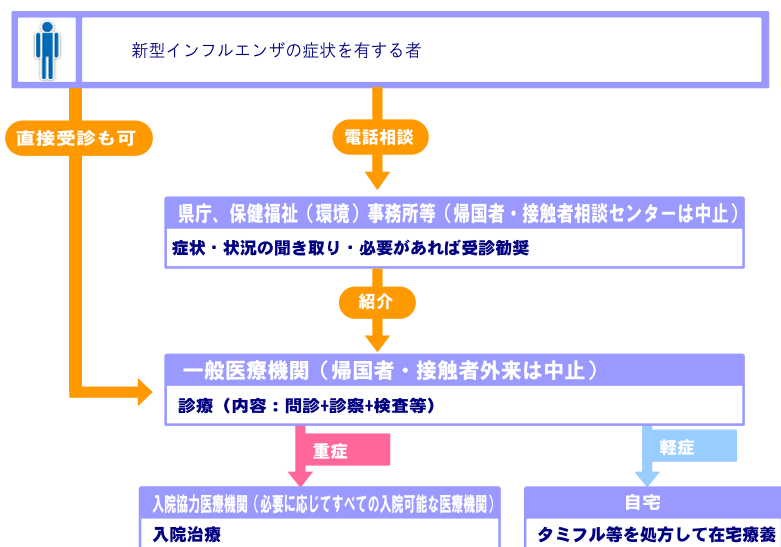 新型インフルエンザの症状を有する者
直接受診も可
電話相談
県庁、保健福祉（環境）事務所等（帰国者・接触者相談センターは中止）
症状・状況の聞き取り・必要があれば受診勧奨
紹介
一般医療機関（帰国者・接触者外来は中止）
診療（内容：問診+診察+検査等）
重症
軽症
入院協力医療機関（必要に応じてすべての入院可能な医療機関）
入院治療
自宅
タミフル等を処方して在宅療養